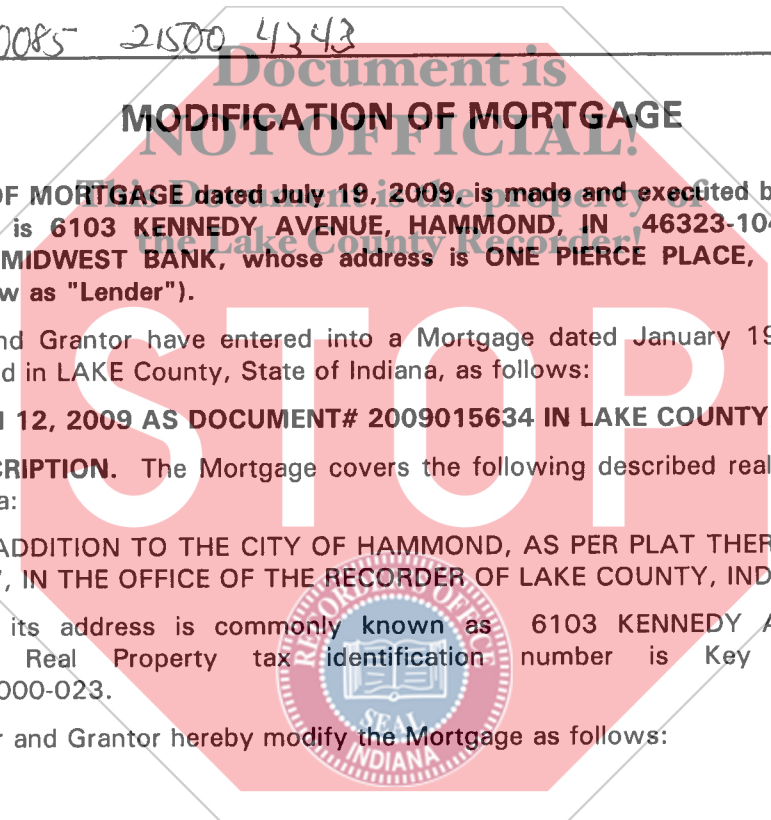 0085 21500 4343
Document is
MODIFICATION OF MORTGAGE
NOT OFFICIAL!
OF MORTGAGE dated July 19, 2009, is made and executed b
This Document is the property of
is 6103 KENNEDY AVENUE, HAMMOND, IN 46323-104
the Lake County Recorder!
MIDWEST BANK, whose address is ONE PIERCE PLACE,
w as "Lender").
nd Grantor have entered into a Mortgage dated January 19
d in LAKE County, State of Indiana, as follows:
12, 2009 AS DOCUMENT# 2009015634 IN LAKE COUNTY
STOP
CRIPTION. The Mortgage covers the following described real
a:
ADDITION TO THE CITY OF HAMMOND, AS PER PLAT THER
, IN THE OFFICE OF THE RECORDER OF LAKE COUNTY, IND
its address is commonly known as 6103 KENNEDY A
Real Property tax identification number is Key
000-023.
r and Grantor hereby modify the Mortgage as follows:
RECORDERS OFFICE
SEAL
INDIANA